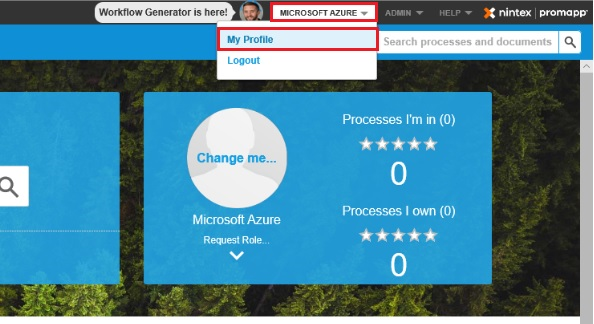 Workflow Generator is here!
MICROSOFT AZURE
ADMIN
HELP
nintex | promapp
My Profile
Logout
Search processes and documents
Change me...
Microsoft Azure
Request Role...
Processes I'm in (0)
0
Processes I own (0)
0